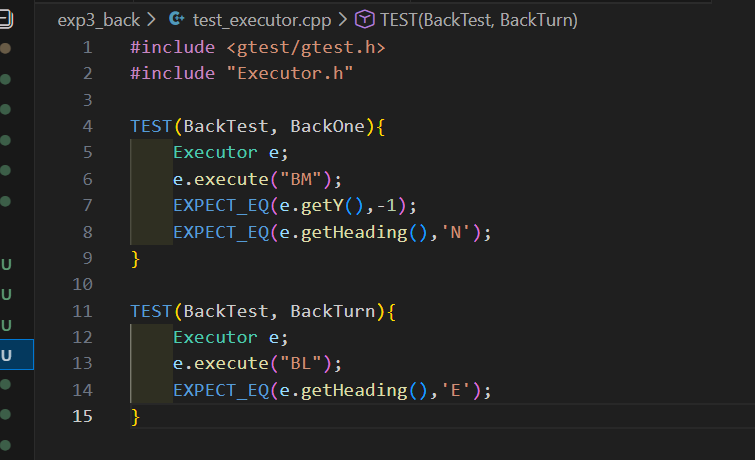 exp3_back > test_executor.cpp > TEST(BackTest, BackTurn)
1 #include <gtest/gtest.h>
2 #include "Executor.h"
3
4 TEST(BackTest, BackOne){
5     Executor e;
6     e.execute("BM");
7     EXPECT_EQ(e.getY(),-1);
8     EXPECT_EQ(e.getHeading(),'N');
9 }
10
11 TEST(BackTest, BackTurn){
12     Executor e;
13     e.execute("BL");
14     EXPECT_EQ(e.getHeading(),'E');
15 }
U
U
U
U